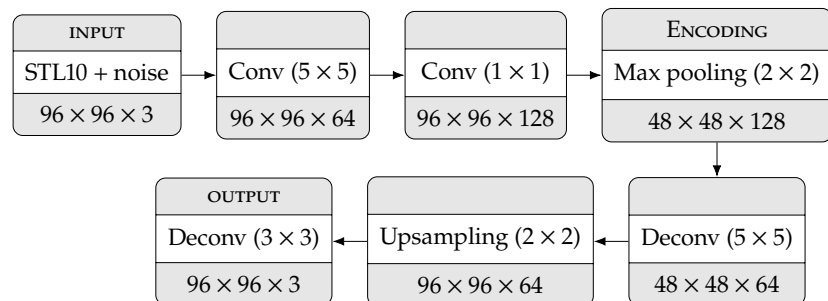 INPUT
STL10 + noise
96 × 96 × 3
Conv (5 × 5)
96 × 96 × 64
Conv (1 × 1)
96 × 96 × 128
ENCODING
Max pooling (2 × 2)
48 × 48 × 128
Deconv (5 × 5)
48 × 48 × 64
Upsampling (2 × 2)
96 × 96 × 64
OUTPUT
Deconv (3 × 3)
96 × 96 × 3